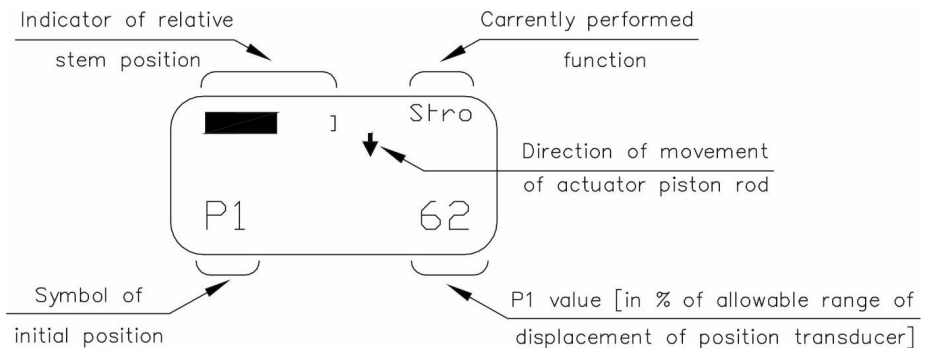 Indicator of relative
stem position
Carrently performed
function
Stro
]
Direction of movement
of actuator piston rod
P1
62
Symbol of
initial position
P1 value [in % of allowable range of
displacement of position transducer]